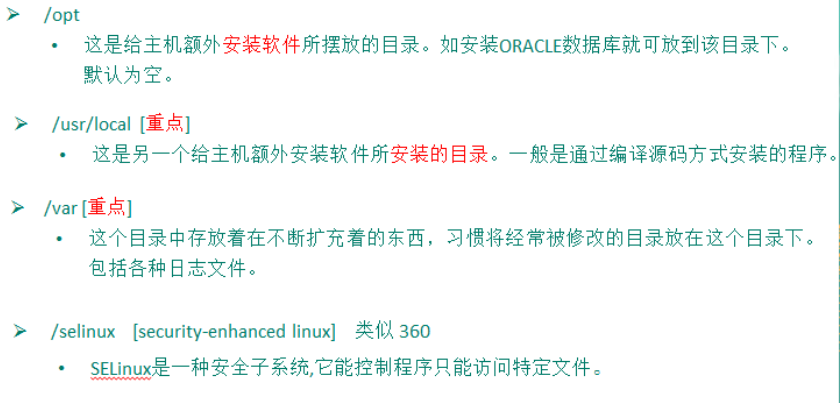 ➢ /opt
• 这是给主机额外安装软件所摆放的目录。如安装ORACLE数据库就可放到该目录下。
默认为空。
➢ /usr/local [重点]
• 这是另一个给主机额外安装软件所安装的目录。一般是通过编译源码方式安装的程序。
➢ /var [重点]
• 这个目录中存放着在不断扩充着的东西，习惯将经常被修改的目录放在这个目录下。
包括各种日志文件。
➢ /selinux [security-enhanced linux] 类似 360
• SELinux是一种安全子系统,它能控制程序只能访问特定文件。